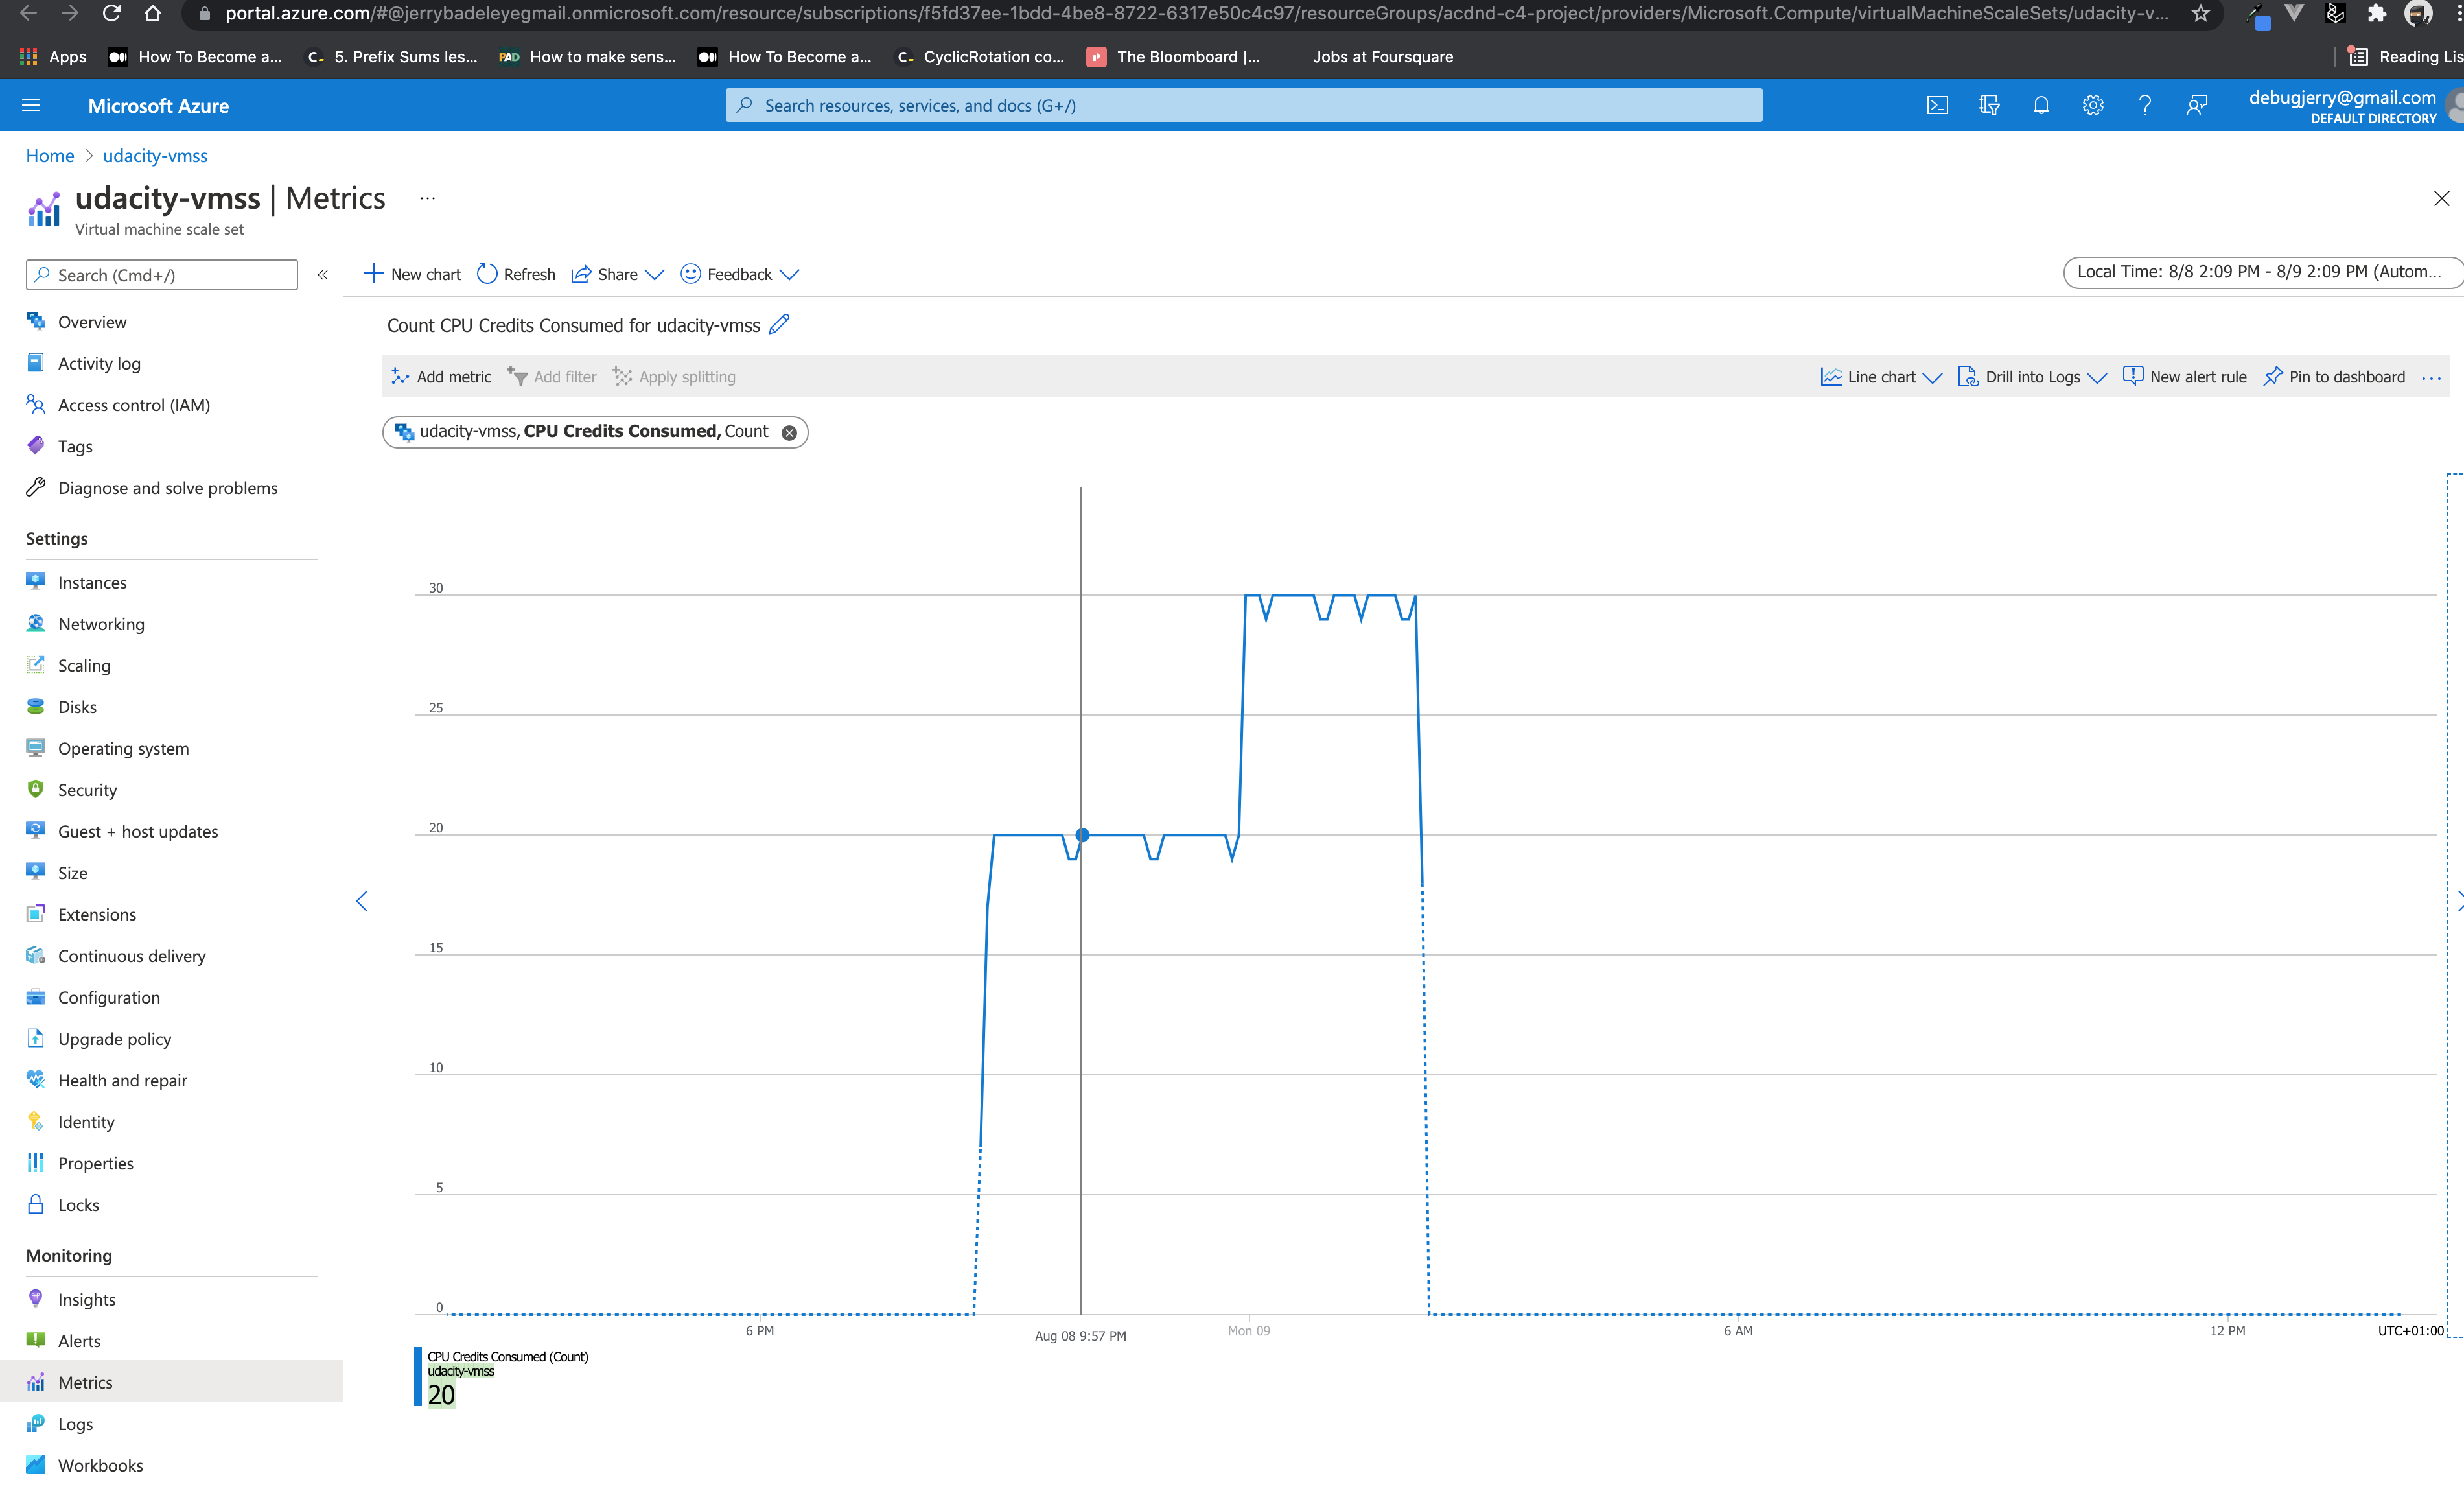 portal.azure.com/#@jerrybadeleyegmail.onmicrosoft.com/resource/subscriptions/f5fd37ee-1bdd-4be8-8722-6317e50c4c97/resourceGroups/acdnd-c4-project/providers/Microsoft.Compute/virtualMachineScaleSets/udacity-v...
Apps How To Become a... 5. Prefix Sums les... PAD How to make sens... How To Become a... CyclicRotation co... The Bloomboard |... Jobs at Foursquare Reading Lis
Microsoft Azure
Search resources, services, and docs (G+/)
debugjerry@gmail.com
DEFAULT DIRECTORY
Home > udacity-vmss
udacity-vmss | Metrics ...
Virtual machine scale set
Search (Cmd+/)
«
New chart Refresh Share Feedback
Local Time: 8/8 2:09 PM - 8/9 2:09 PM (Autom...
Overview
Activity log
Access control (IAM)
Tags
Diagnose and solve problems
Settings
Instances
Networking
Scaling
Disks
Operating system
Security
Guest + host updates
Size
Extensions
Continuous delivery
Configuration
Upgrade policy
Health and repair
Identity
Properties
Locks
Monitoring
Insights
Alerts
Metrics
Logs
Workbooks
Count CPU Credits Consumed for udacity-vmss
Add metric Add filter Apply splitting Line chart Drill into Logs New alert rule Pin to dashboard ...
udacity-vmss, CPU Credits Consumed, Count
30
25
20
15
10
5
0
6 PM Aug 08 9:57 PM Mon 09 6 AM 12 PM UTC+01:00
CPU Credits Consumed (Count)
udacity-vmss
20